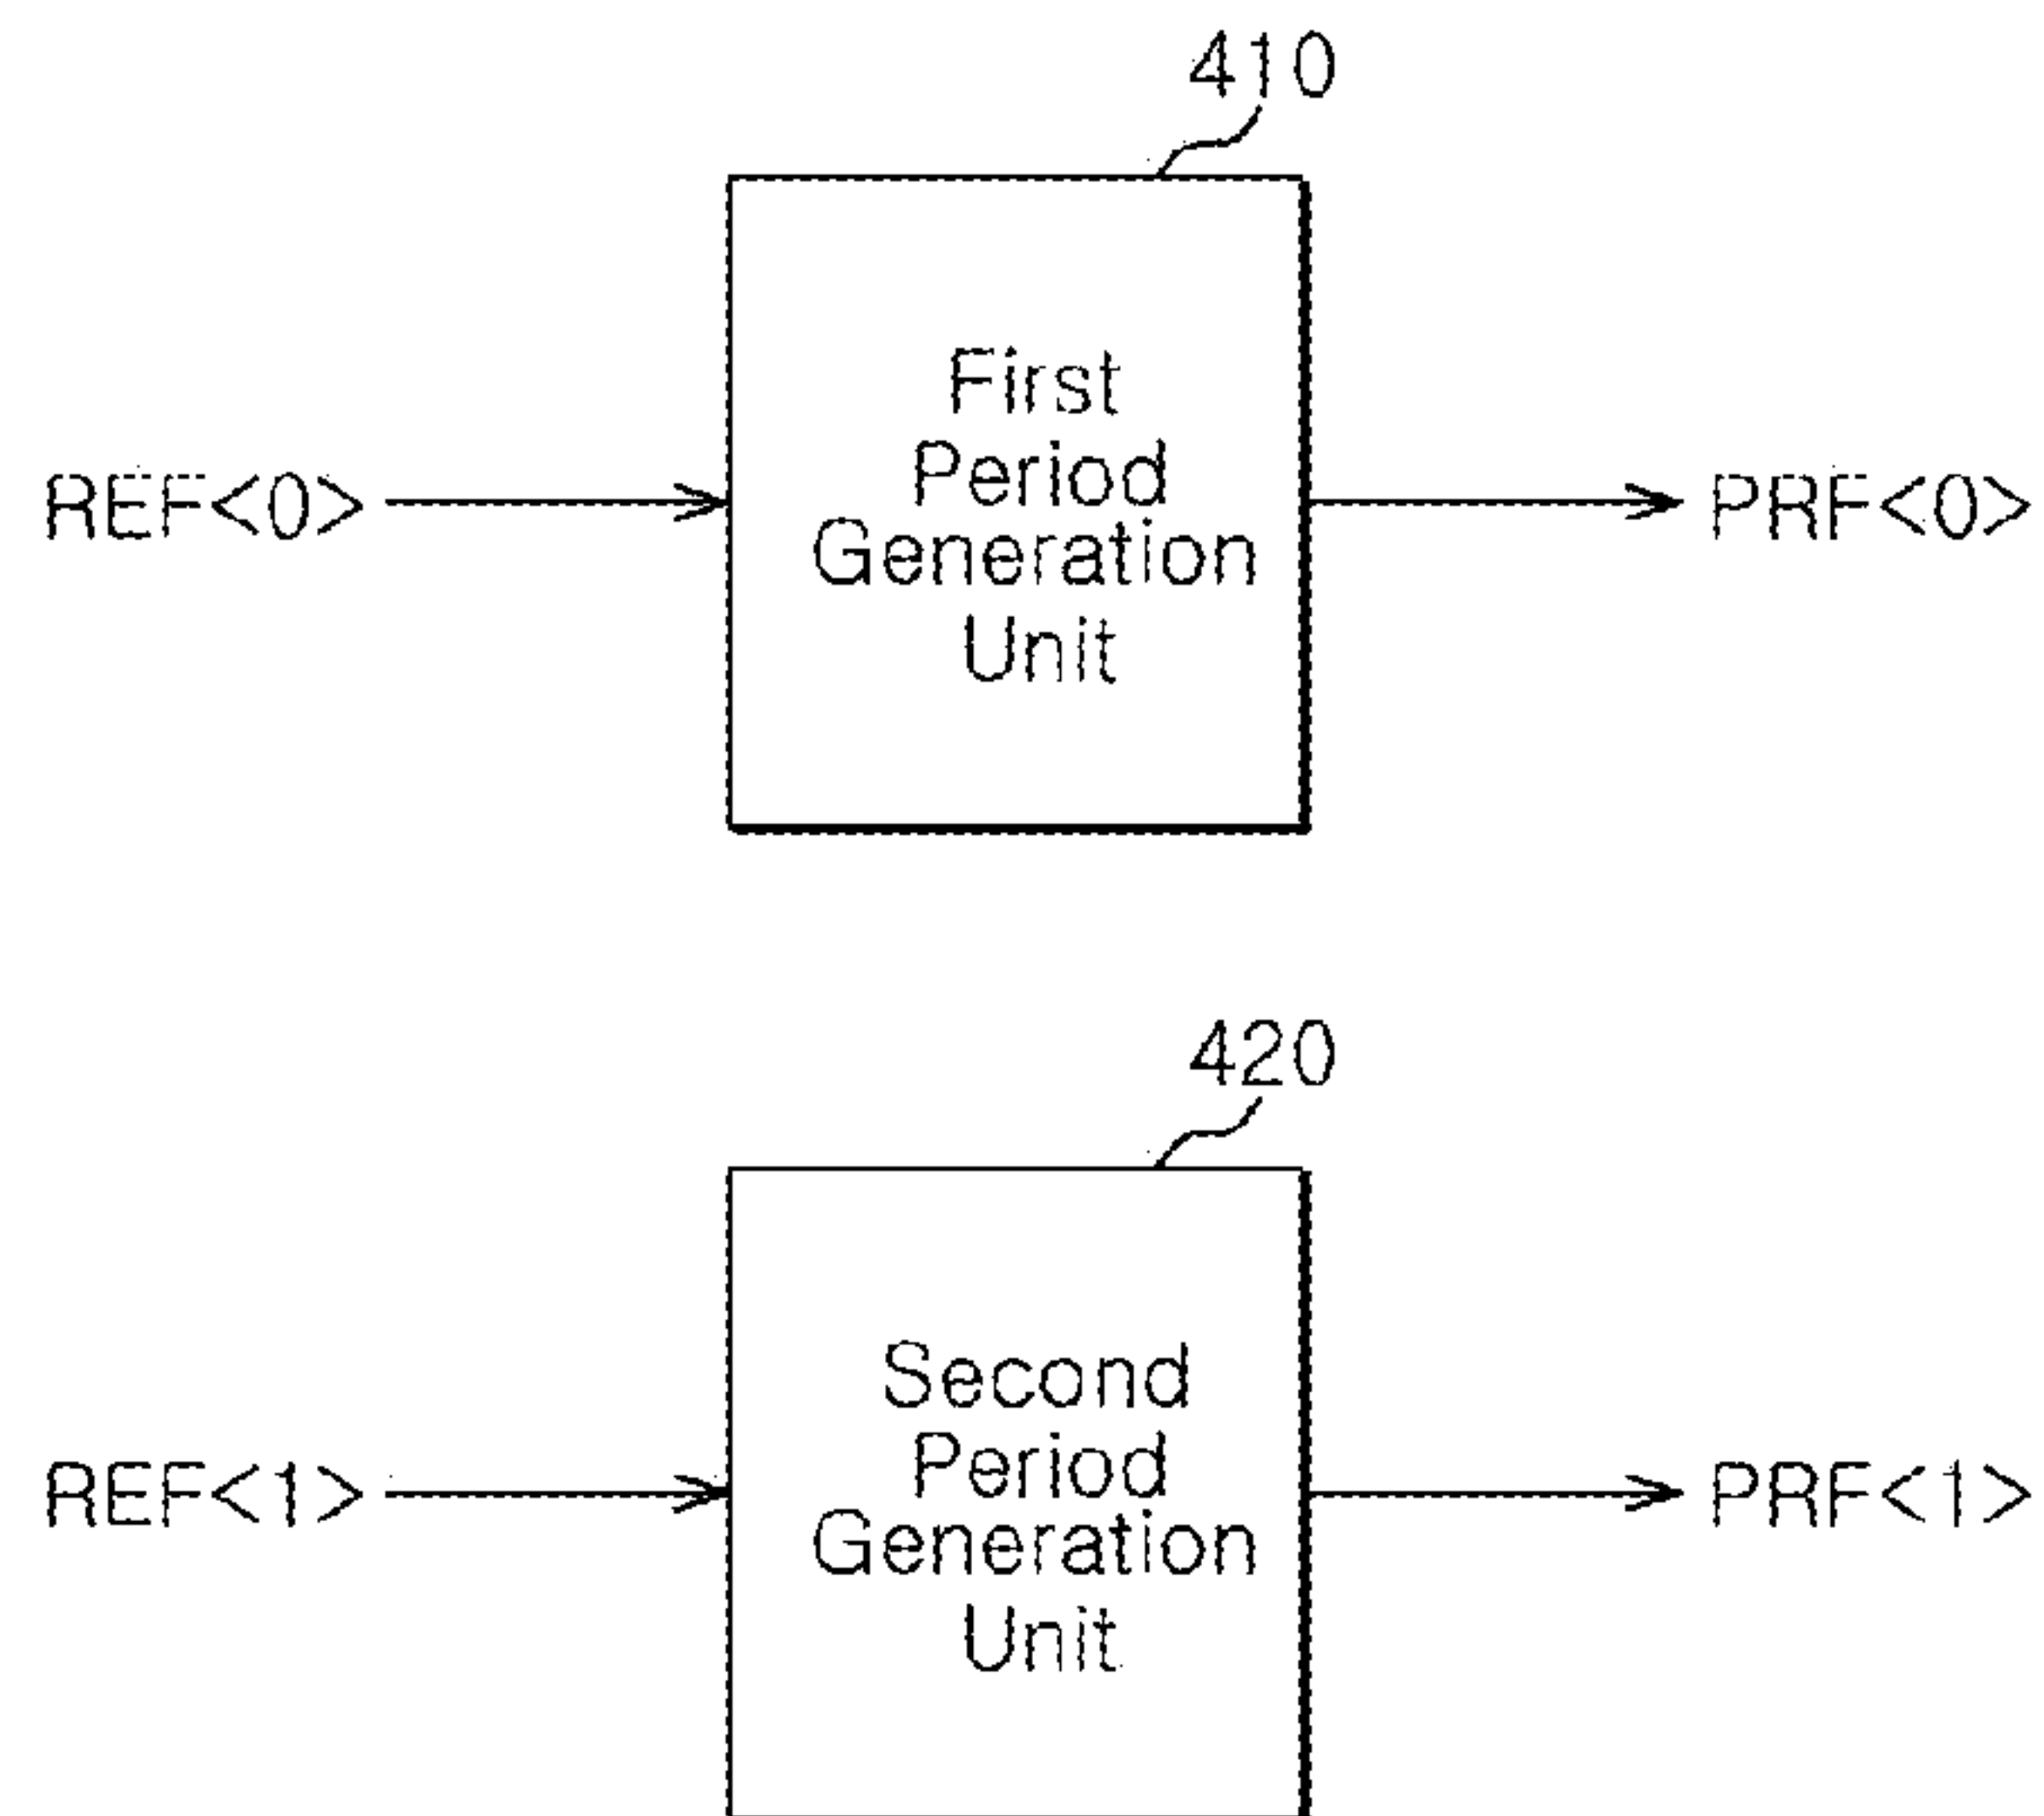 410
First
Period
Generation
Unit
REF<0>
PRF<0>
420
Second
Period
Generation
Unit
REF<1>
PRF<1>